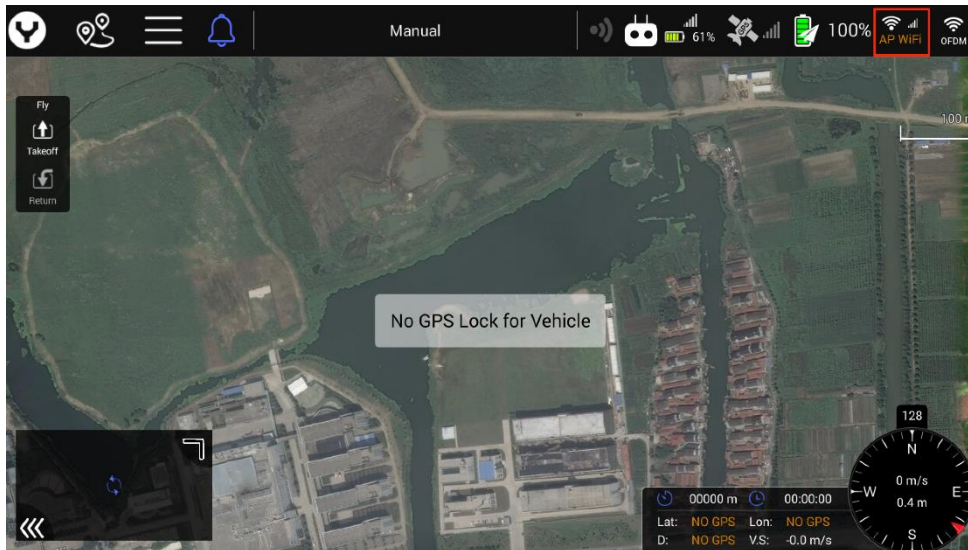 Manual
61%
100%
AP WiFi
OFDM
Fly
Takeoff
Return
100 m
No GPS Lock for Vehicle
128
N
W
E
S
0 m/s
0.4 m
00000 m 00:00:00
Lat: NO GPS Lon: NO GPS
D: NO GPS V.S: -0.0 m/s